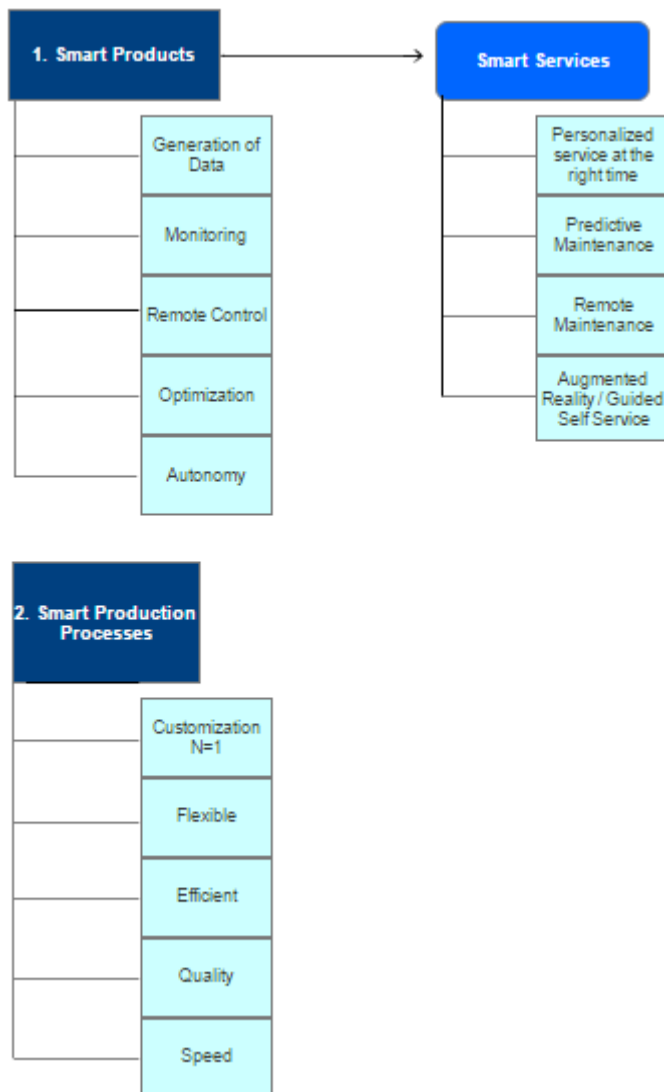 1. Smart Products
Generation of
Data
Monitoring
Remote Control
Optimization
Autonomy
Smart Services
Personalized
service at the
right time
Predictive
Maintenance
Remote
Maintenance
Augmented
Reality / Guided
Self Service
2. Smart Production
Processes
Customization
N=1
Flexible
Efficient
Quality
Speed